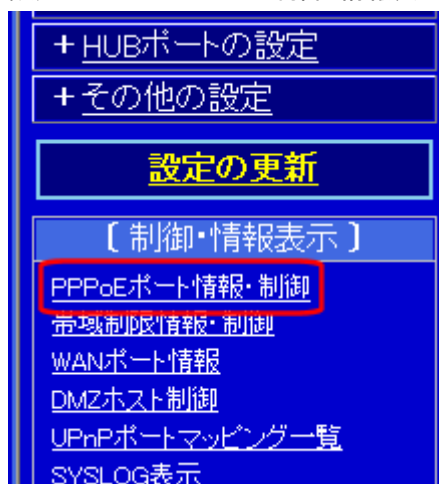 +HUBポートの設定
+その他の設定
設定の更新
〔制御・情報表示〕
PPPoEポート情報・制御
帯域制限情報・制御
WANポート情報
DMZホスト制御
UPnPポートマッピング一覧
SYSLOG表示